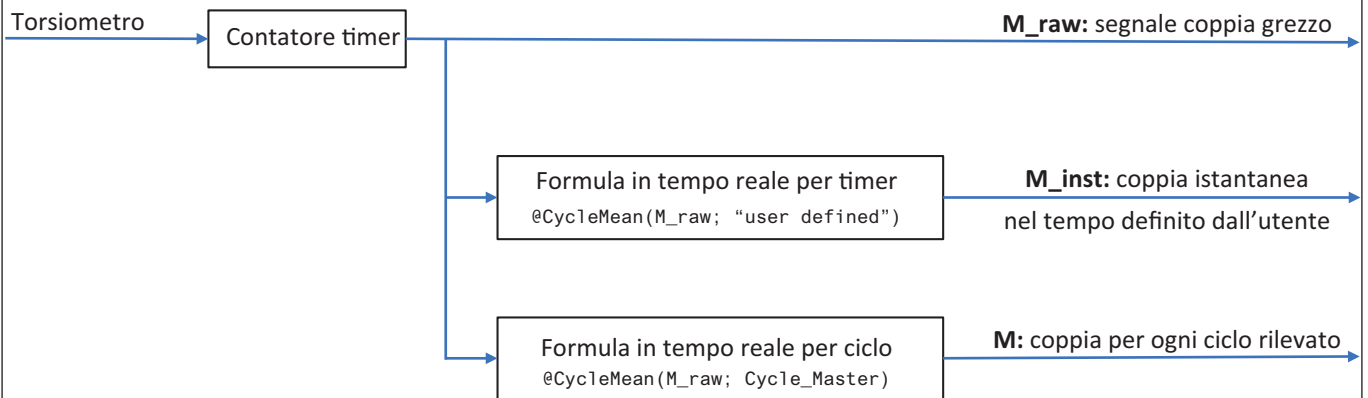 Torsiometro
Contatore timer
M_raw: segnale coppia grezzo
Formula in tempo reale per timer
@CycleMean(M_raw; “user defined”)
M_inst: coppia istantanea
nel tempo definito dall’utente
Formula in tempo reale per ciclo
@CycleMean(M_raw; Cycle_Master)
M: coppia per ogni ciclo rilevato